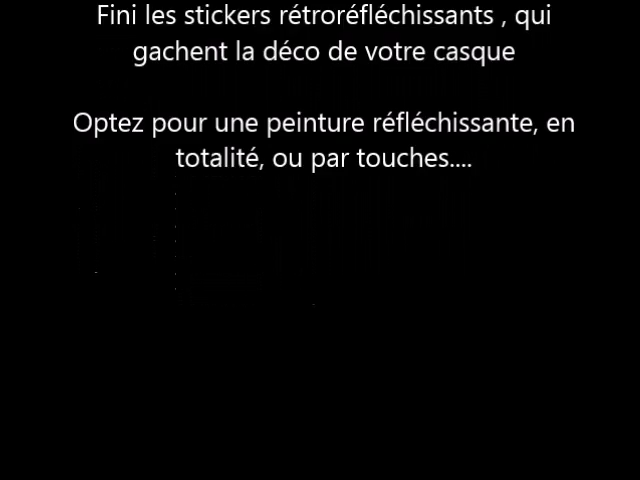 Fini les stickers rétroréfléchissants , qui
gachent la déco de votre casque
Optez pour une peinture réfléchissante, en
totalité, ou par touches....